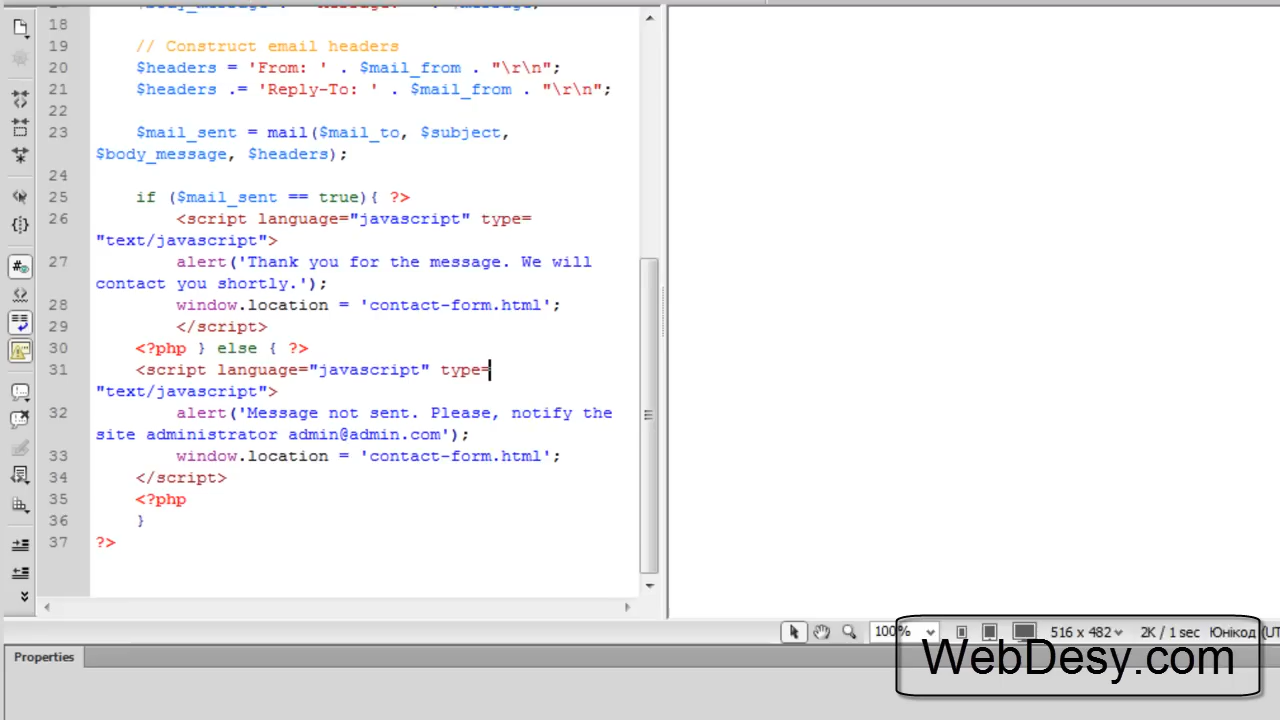 18
19 // Construct email headers
20 $headers = 'From: ' . $mail_from . "\r\n";
21 $headers .= 'Reply-To: ' . $mail_from . "\r\n";
22
23 $mail_sent = mail($mail_to, $subject,
$body_message, $headers);
24
25 if ($mail_sent == true){ ?>
26 <script language="javascript" type=
"text/javascript">
27 alert('Thank you for the message. We will
contact you shortly.');
28 window.location = 'contact-form.html';
29 </script>
30 <?php } else { ?>
31 <script language="javascript" type=
"text/javascript">
32 alert('Message not sent. Please, notify the
site administrator admin@admin.com');
33 window.location = 'contact-form.html';
34 </script>
35 <?php
36 }
37 ?>
100% 516 x 482 2K / 1 sec Юнікод (UT
Properties
WebDesy.com